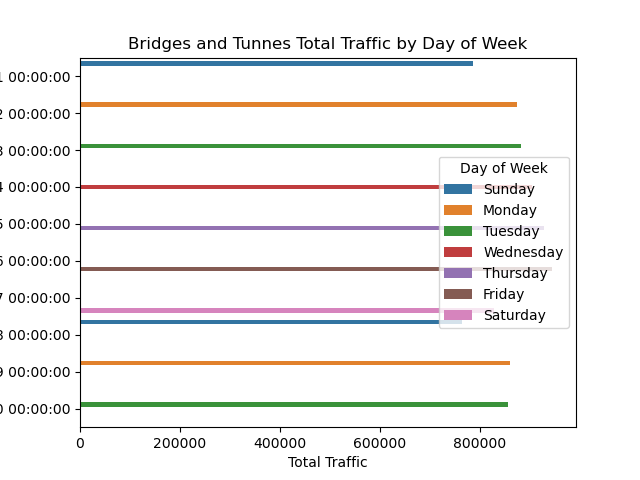 Bridges and Tunnes Total Traffic by Day of Week
1 00:00:00
2 00:00:00
3 00:00:00
4 00:00:00
5 00:00:00
6 00:00:00
7 00:00:00
8 00:00:00
9 00:00:00
0 00:00:00
Day of Week
Sunday
Monday
Tuesday
Wednesday
Thursday
Friday
Saturday
0 200000 400000 600000 800000
Total Traffic